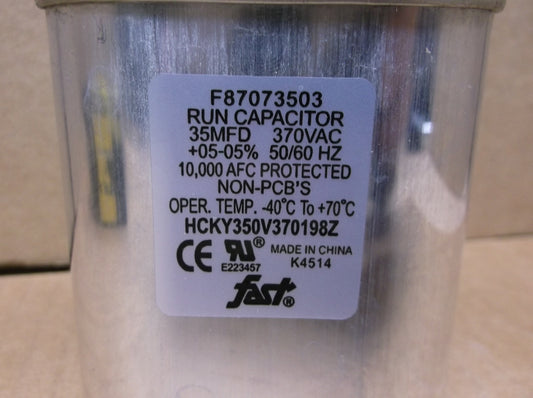 F87073503
RUN CAPACITOR
35MFD 370VAC
+05-05% 50/60 HZ
10,000 AFC PROTECTED
NON-PCB'S
OPER. TEMP. -40°C To +70°C
HCKY350V370198Z
CE RU® MADE IN CHINA
E223457 K4514
fast®